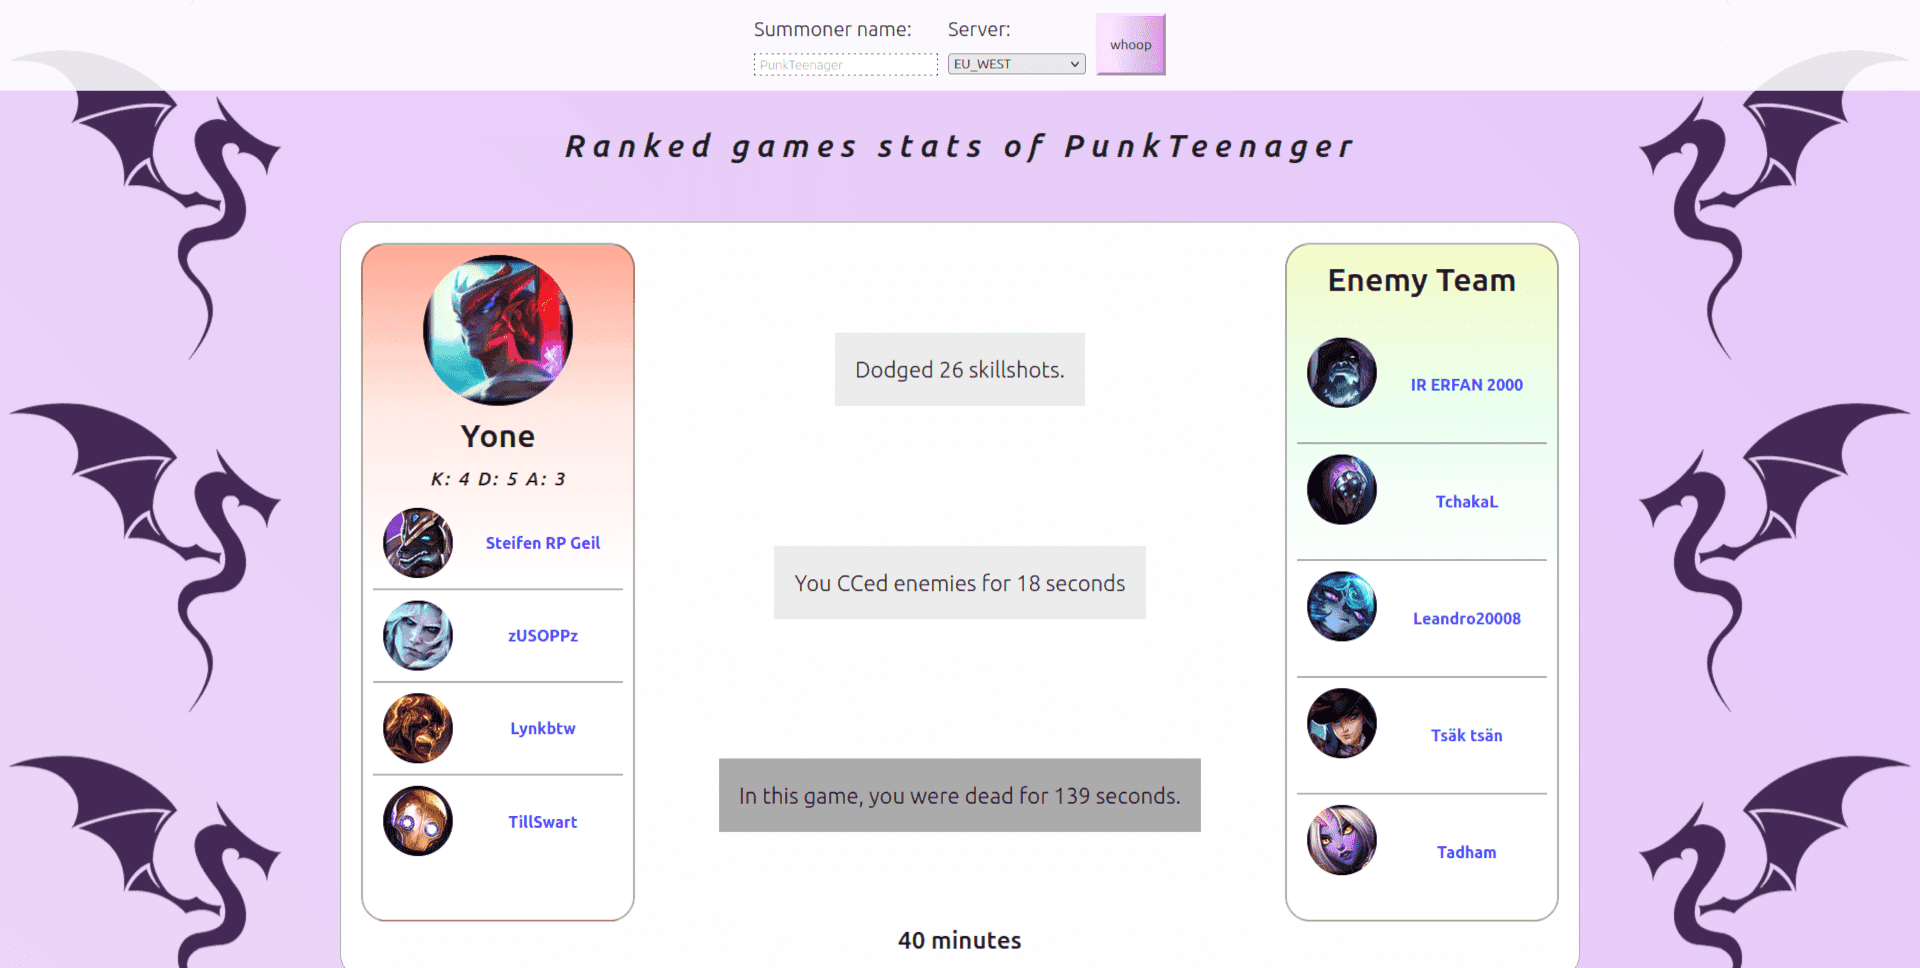 Summoner name:
Server:
PunkTeenager
EU_WEST
whoop
Ranked games stats of PunkTeenager
Yone
K: 4 D: 5 A: 3
Steifen RP Geil
zUSOPPz
Lynkbtw
TillSwart
Dodged 26 skillshots.
You CCed enemies for 18 seconds
In this game, you were dead for 139 seconds.
40 minutes
Enemy Team
IR ERFAN 2000
TchakaL
Leandro20008
Tsäk tsän
Tadham